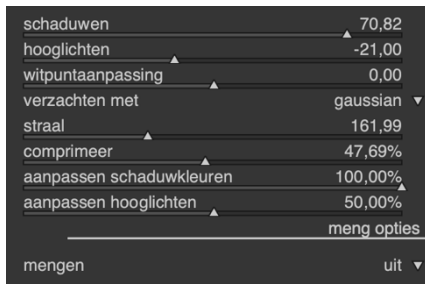 schaduwen 70,82
hooglichten -21,00
witpuntaanpassing 0,00
verzachten met gaussian
straal 161,99
comprimeer 47,69%
aanpassen schaduwkleuren 100,00%
aanpassen hooglichten 50,00%
meng opties
mengen uit